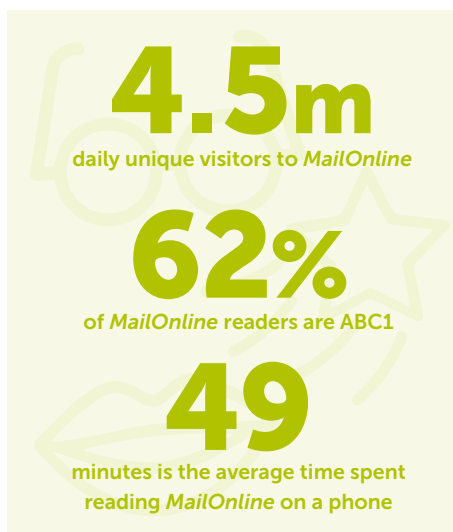 4.5m
daily unique visitors to MailOnline
62%
of MailOnline readers are ABC1
49
minutes is the average time spent
reading MailOnline on a phone